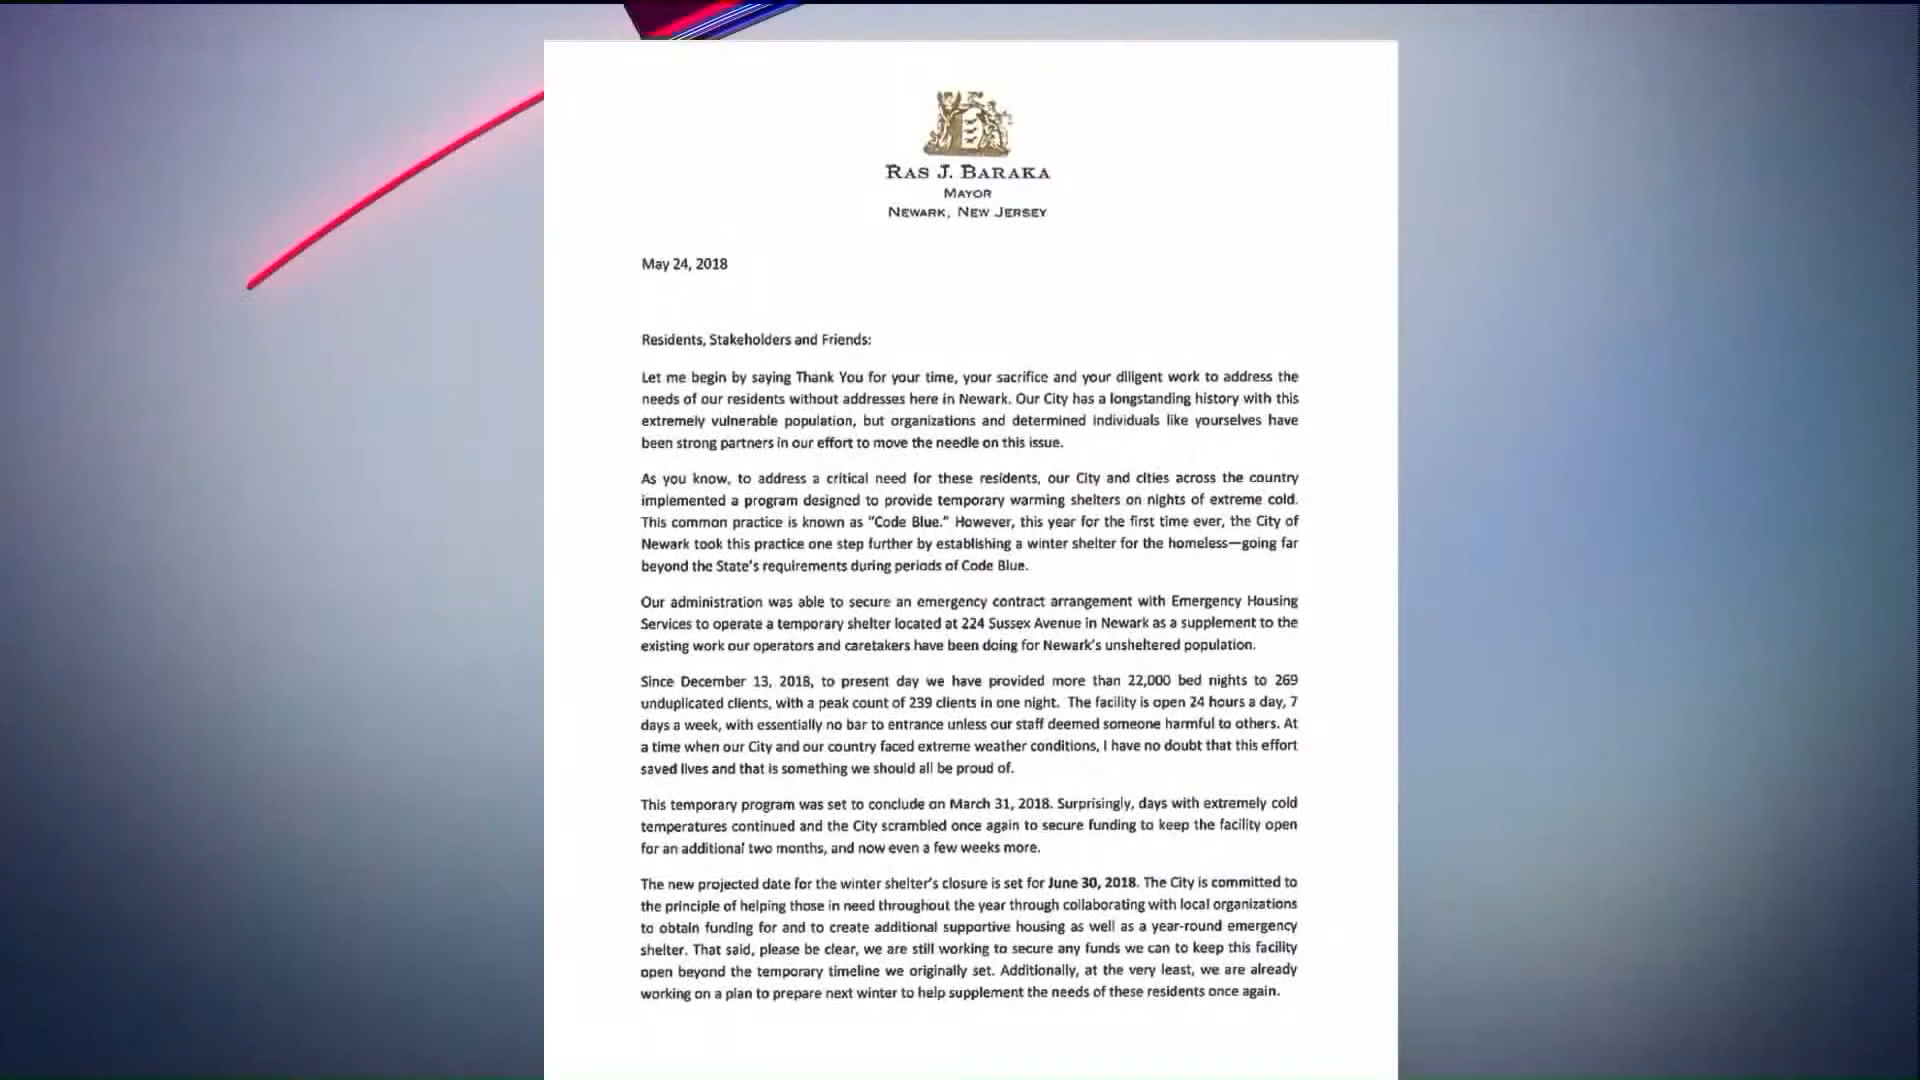 RAS J. BARAKA
MAYOR
NEWARK, NEW JERSEY
May 24, 2018
Residents, Stakeholders and Friends:
Let me begin by saying Thank You for your time, your sacrifice and your diligent work to address the
needs of our residents without addresses here in Newark. Our City has a longstanding history with this
extremely vulnerable population, but organizations and determined individuals like yourselves have
been strong partners in our effort to move the needle on this issue.
As you know, to address a critical need for these residents, our City and cities across the country
implemented a program designed to provide temporary warming shelters on nights of extreme cold.
This common practice is known as "Code Blue." However, this year for the first time ever, the City of
Newark took this practice one step further by establishing a winter shelter for the homeless—going far
beyond the State's requirements during periods of Code Blue.
Our administration was able to secure an emergency contract arrangement with Emergency Housing
Services to operate a temporary shelter located at 224 Sussex Avenue in Newark as a supplement to the
existing work our operators and caretakers have been doing for Newark's unsheltered population.
Since December 13, 2018, to present day we have provided more than 22,000 bed nights to 269
unduplicated clients, with a peak count of 239 clients in one night. The facility is open 24 hours a day, 7
days a week, with essentially no bar to entrance unless our staff deemed someone harmful to others. At
a time when our City and our country faced extreme weather conditions, I have no doubt that this effort
saved lives and that is something we should all be proud of.
This temporary program was set to conclude on March 31, 2018. Surprisingly, days with extremely cold
temperatures continued and the City scrambled once again to secure funding to keep the facility open
for an additional two months, and now even a few weeks more.
The new projected date for the winter shelter's closure is set for June 30, 2018. The City is committed to
the principle of helping those in need throughout the year through collaborating with local organizations
to obtain funding for and to create additional supportive housing as well as a year-round emergency
shelter. That said, please be clear, we are still working to secure any funds we can to keep this facility
open beyond the temporary timeline we originally set. Additionally, at the very least, we are already
working on a plan to prepare next winter to help supplement the needs of these residents once again.